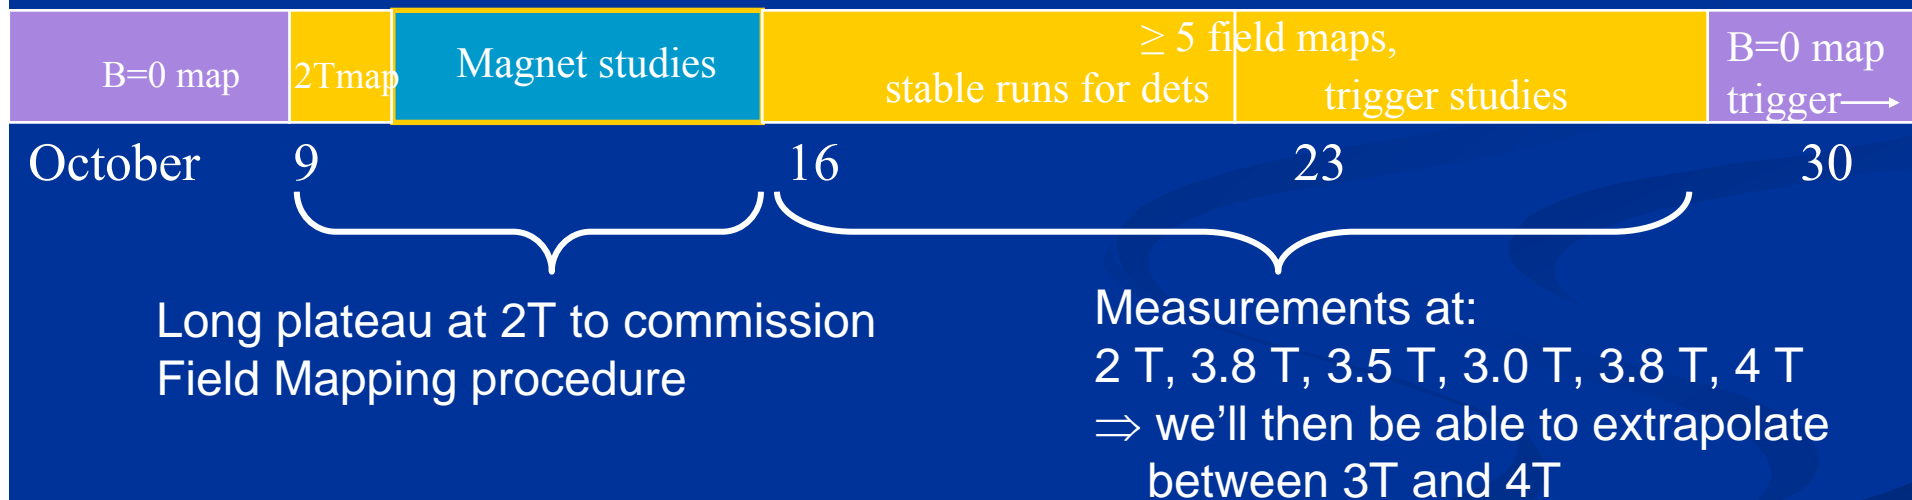 B=0 map
2Tmap
Magnet studies
≥ 5 field maps,
stable runs for dets
trigger studies
B=0 map
trigger→
October 9 16 23 30
Long plateau at 2T to commission
Field Mapping procedure
Measurements at:
2 T, 3.8 T, 3.5 T, 3.0 T, 3.8 T, 4 T
⇒ we’ll then be able to extrapolate
between 3T and 4T